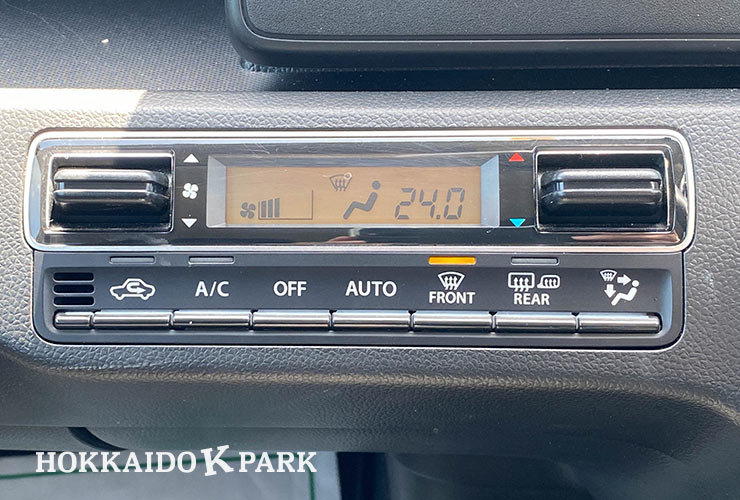 24.0
A/C OFF AUTO FRONT REAR
HOKKAIDO K PARK